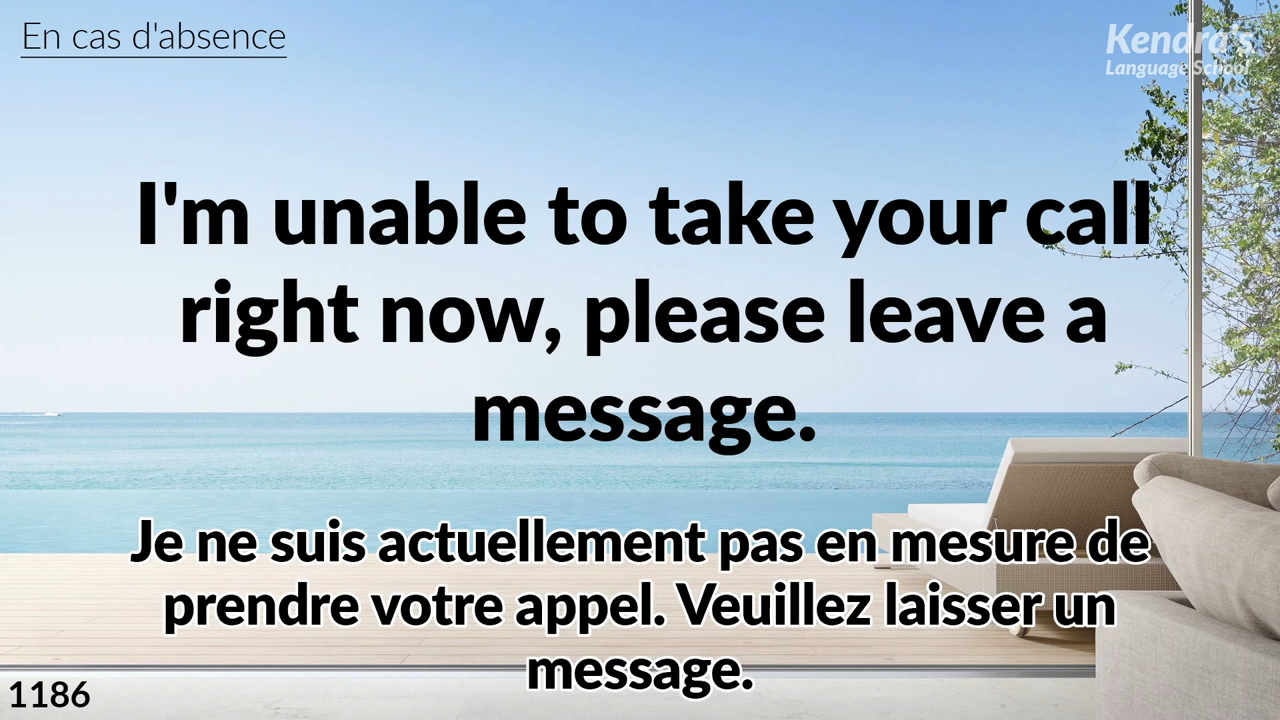 En cas d'absence
Kendra's
Language School
I'm unable to take your call
right now, please leave a
message.
Je ne suis actuellement pas en mesure de
prendre votre appel. Veuillez laisser un
message.
1186